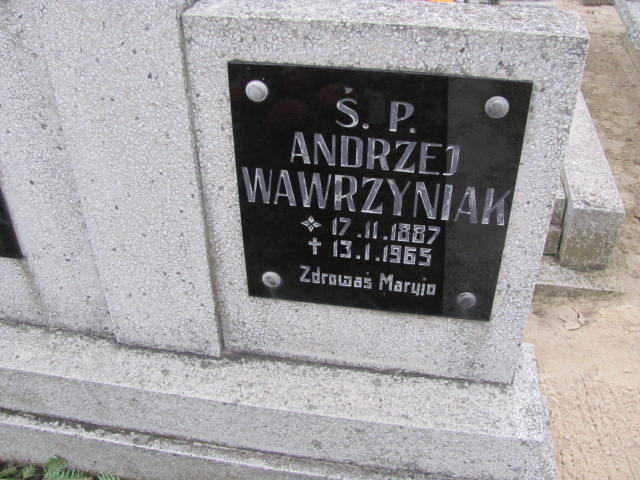 Ś. P.
ANDRZEJ
WAWRZYNIAK
17.11.1887
13.1.1965
Zdrowaś Maryjo